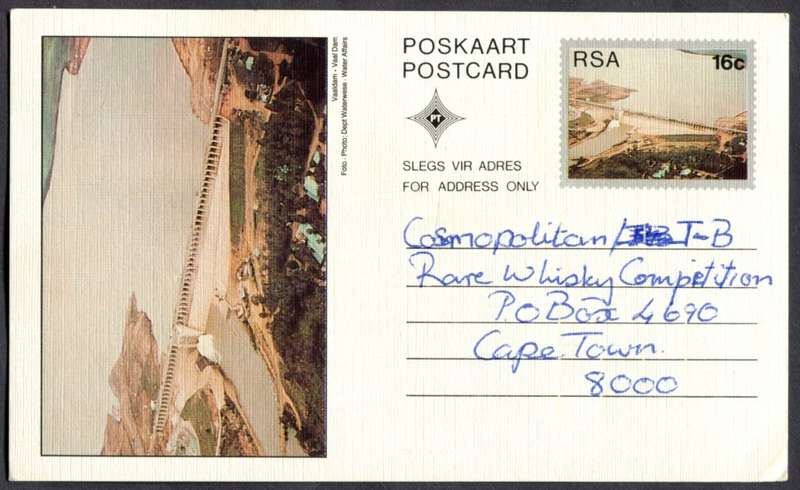 Vaaldam - Vaal Dam
Foto - Photo: Dept Waterwese - Water Affairs
POSKAART
POSTCARD
PT
SLEGS VIR ADRES
FOR ADDRESS ONLY
RSA 16c
Cosmopolitan / T-B
Rare Whisky Competition
P.O Box 4690
Cape Town.
8000